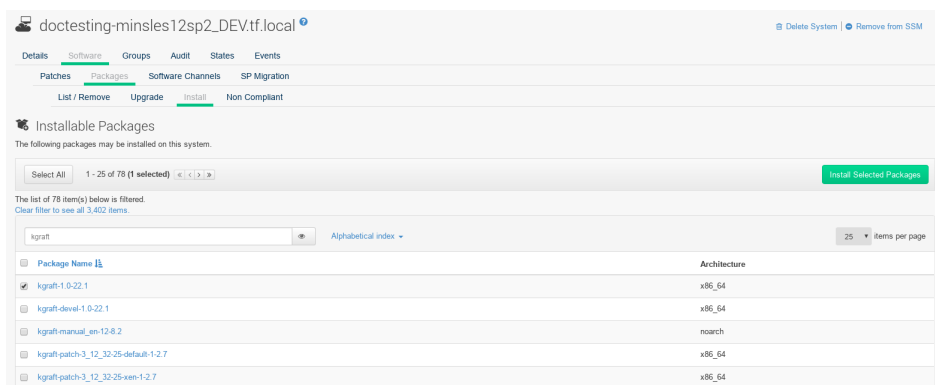 doctesting-minsles12sp2_DEV.tf.local ?
Delete System | Remove from SSM
Details Software Groups Audit States Events
Patches Packages Software Channels SP Migration
List / Remove Upgrade Install Non Compliant
Installable Packages
The following packages may be installed on this system.
Select All 1 - 25 of 78 (1 selected) « < > » Install Selected Packages
The list of 78 item(s) below is filtered.
Clear filter to see all 3,402 items.
kgraft Alphabetical index 25 items per page
Package Name Architecture
kgraft-1.0-22.1 x86_64
kgraft-devel-1.0-22.1 x86_64
kgraft-manual_en-12-8.2 noarch
kgraft-patch-3_12_32-25-default-1-2.7 x86_64
kgraft-patch-3_12_32-25-xen-1-2.7 x86_64